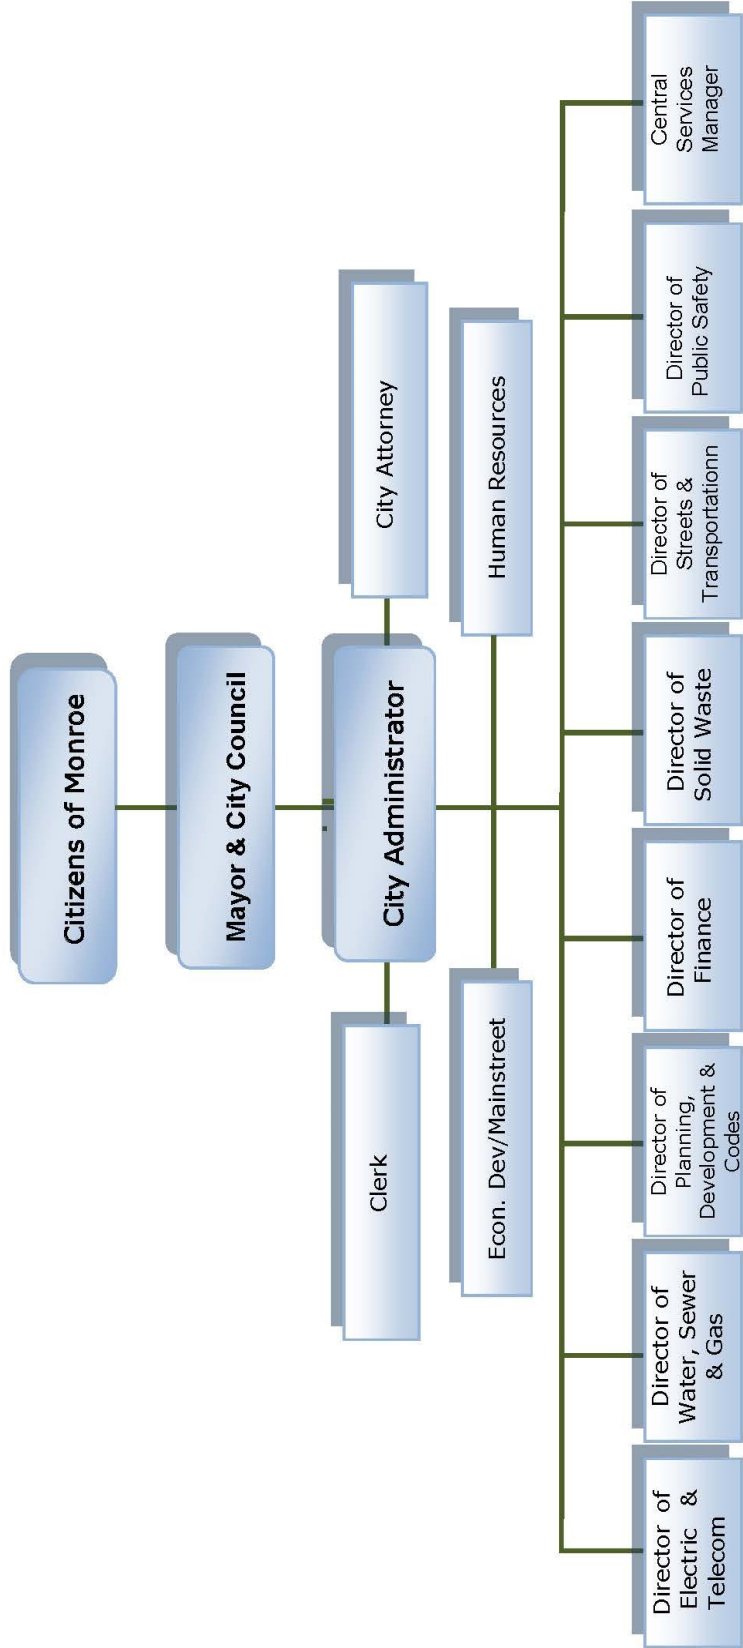 Citizens of Monroe
Mayor & City Council
City Administrator
Clerk
City Attorney
Econ. Dev/Mainstreet
Human Resources
Director of
Electric & 
Telecom
Director of
Water, Sewer
& Gas
Director of
Planning,
Development &
Codes
Director of
Finance
Director of
Solid Waste
Director of
Streets &
Transportationn
Director of
Public Safety
Central
Services
Manager